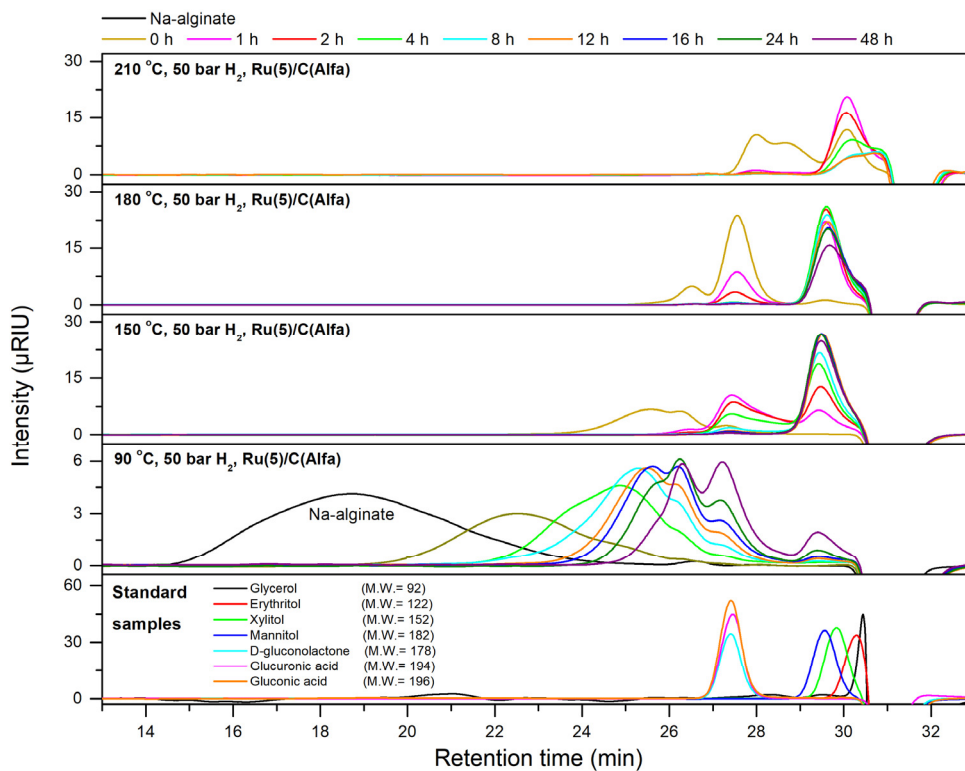 Na-alginate
0 h 1 h 2 h 4 h 8 h 12 h 16 h 24 h 48 h
30
210 °C, 50 bar H₂, Ru(5)/C(Alfa)
15
0
30
180 °C, 50 bar H₂, Ru(5)/C(Alfa)
15
0
30
150 °C, 50 bar H₂, Ru(5)/C(Alfa)
15
0
6
90 °C, 50 bar H₂, Ru(5)/C(Alfa)
Na-alginate
3
0
60
Standard
samples
Glycerol (M.W.= 92)
Erythritol (M.W.= 122)
Xylitol (M.W.= 152)
Mannitol (M.W.= 182)
D-gluconolactone (M.W.= 178)
Glucuronic acid (M.W.= 194)
Gluconic acid (M.W.= 196)
30
0
14 16 18 20 22 24 26 28 30 32
Retention time (min)
Intensity (µRIU)